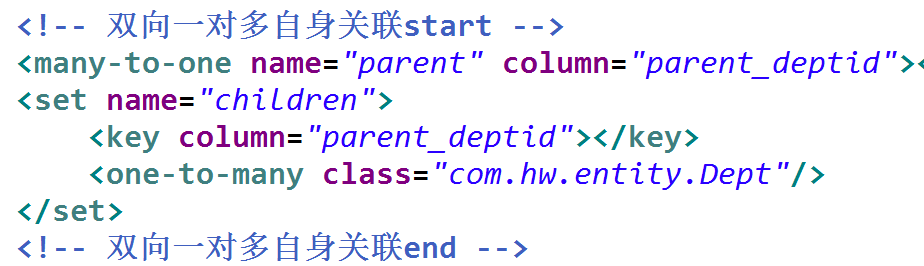 <!-- 双向一对多自身关联start -->
<many-to-one name="parent" column="parent_deptid"><
<set name="children">
    <key column="parent_deptid"></key>
    <one-to-many class="com.hw.entity.Dept"/>
</set>
<!-- 双向一对多自身关联end -->